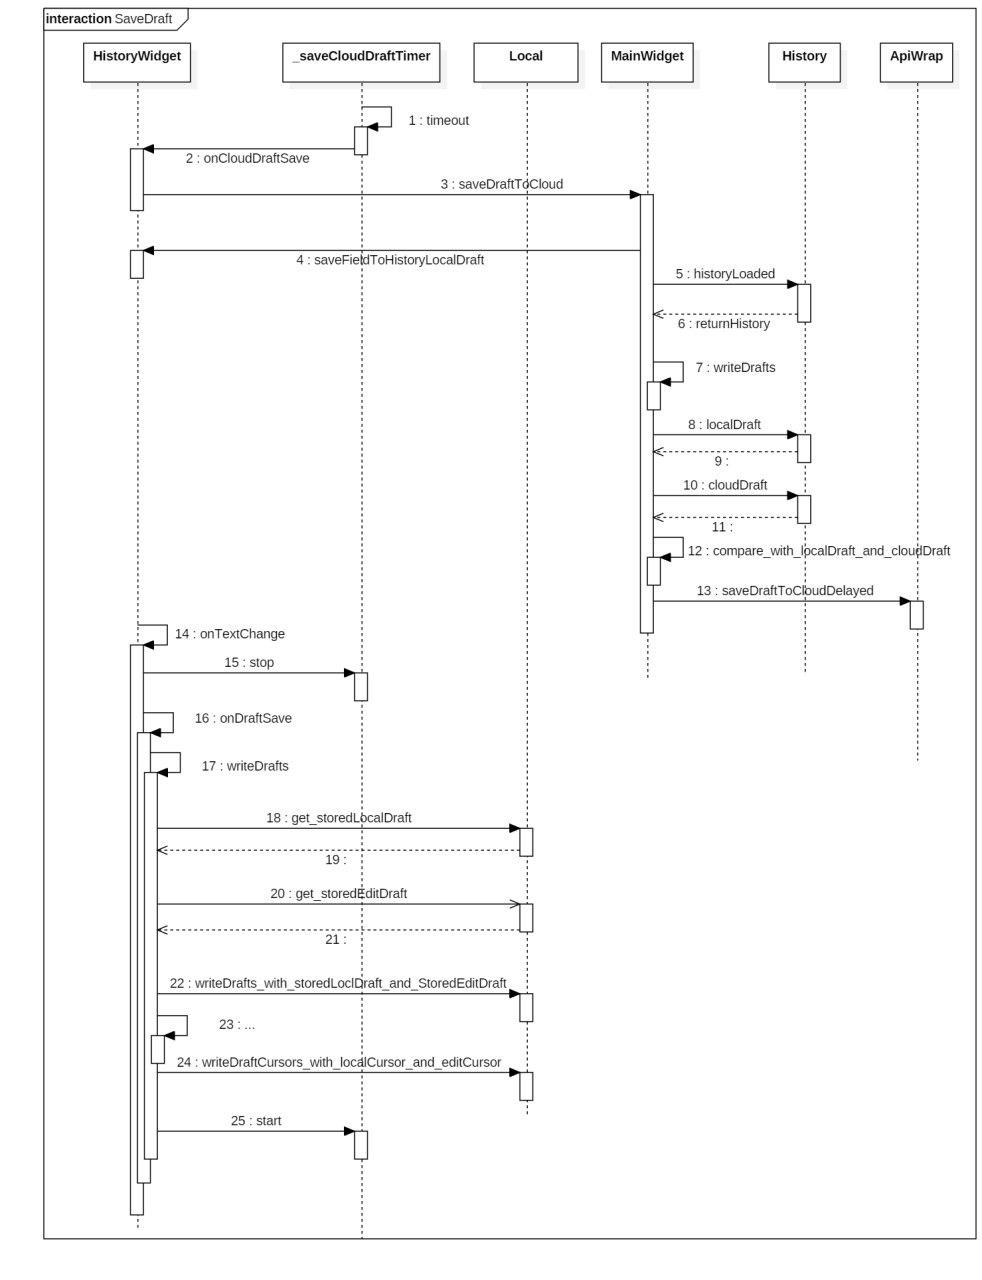 interaction SaveDraft
HistoryWidget
_saveCloudDraftTimer
Local
MainWidget
History
ApiWrap
1 : timeout
2 : onCloudDraftSave
3 : saveDraftToCloud
4 : saveFieldToHistoryLocalDraft
5 : historyLoaded
6 : returnHistory
7 : writeDrafts
8 : localDraft
9 :
10 : cloudDraft
11 :
12 : compare_with_localDraft_and_cloudDraft
13 : saveDraftToCloudDelayed
14 : onTextChange
15 : stop
16 : onDraftSave
17 : writeDrafts
18 : get_storedLocalDraft
19 :
20 : get_storedEditDraft
21 :
22 : writeDrafts_with_storedLoclDraft_and_StoredEditDraft
23 : ...
24 : writeDraftCursors_with_localCursor_and_editCursor
25 : start